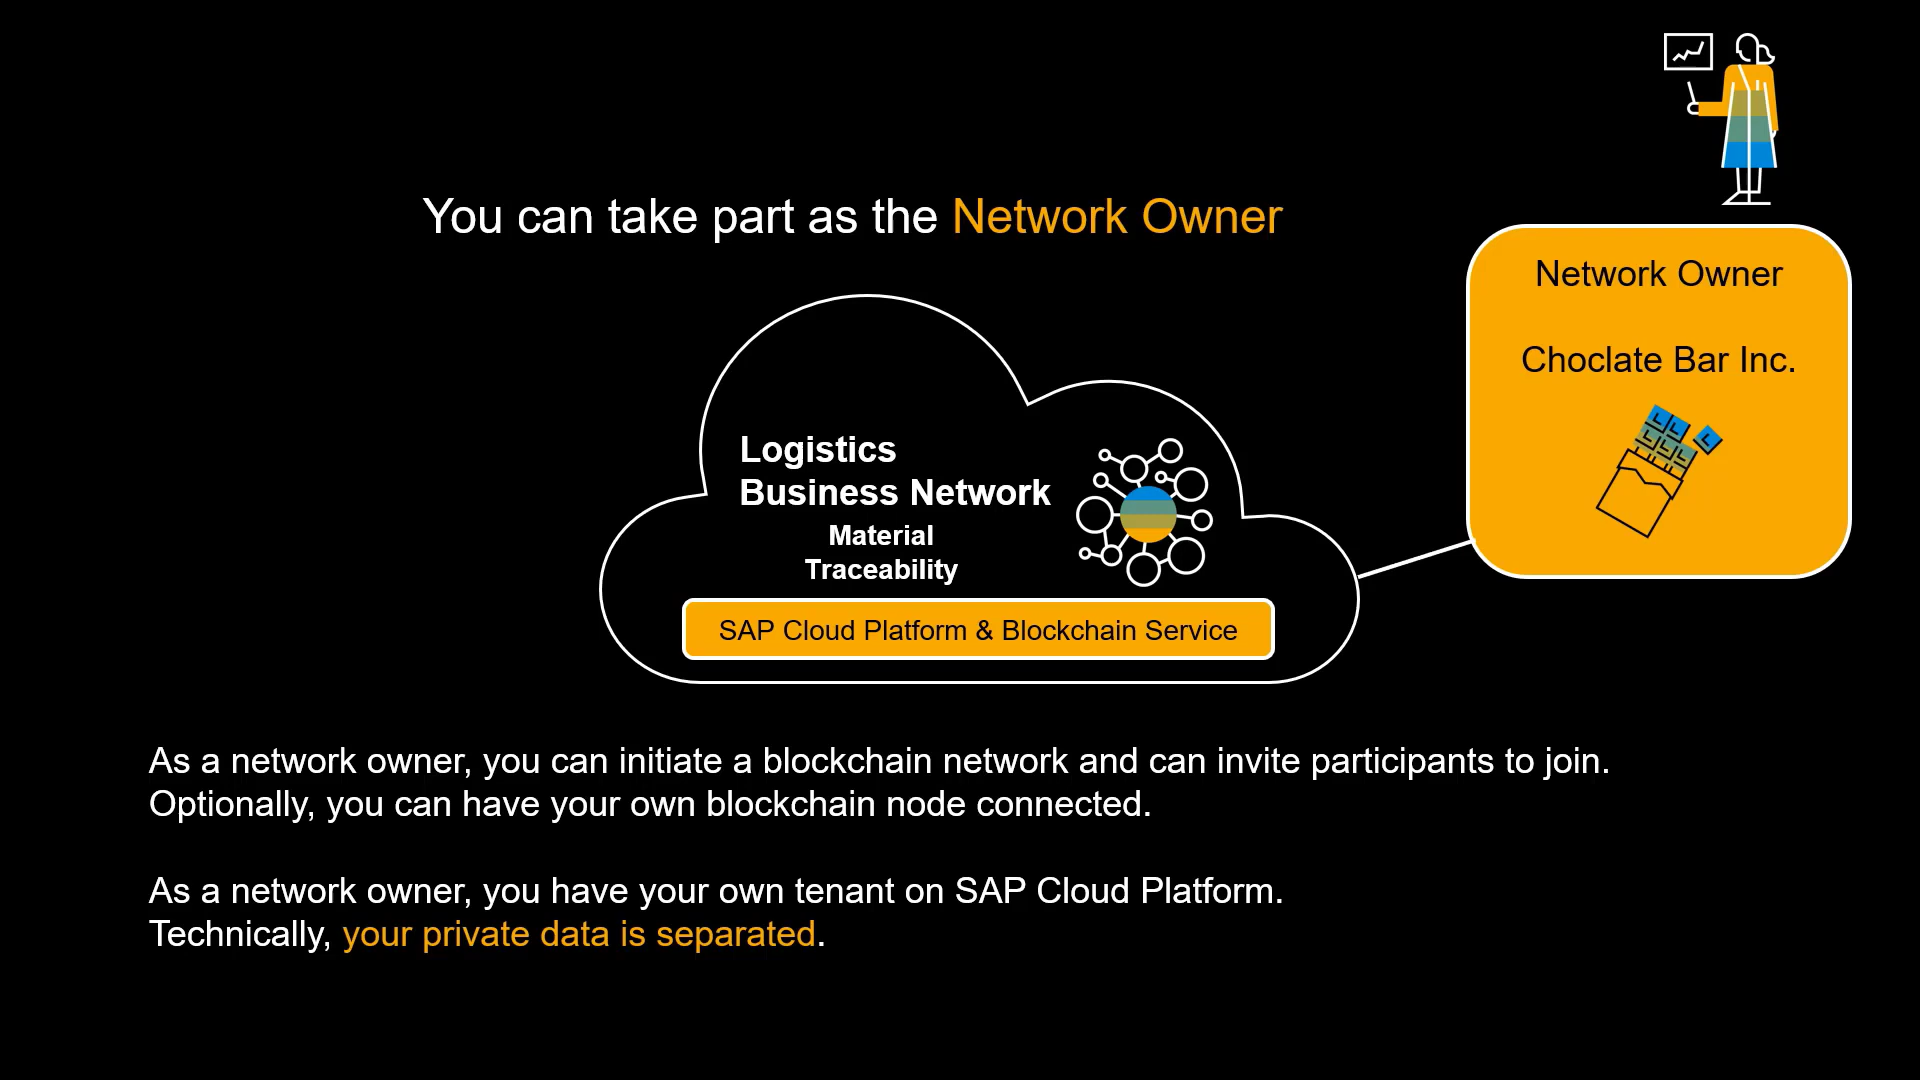 You can take part as the Network Owner
Network Owner
Choclate Bar Inc.
Logistics
Business Network
Material
Traceability
SAP Cloud Platform & Blockchain Service
As a network owner, you can initiate a blockchain network and can invite participants to join.
Optionally, you can have your own blockchain node connected.
As a network owner, you have your own tenant on SAP Cloud Platform.
Technically, your private data is separated.